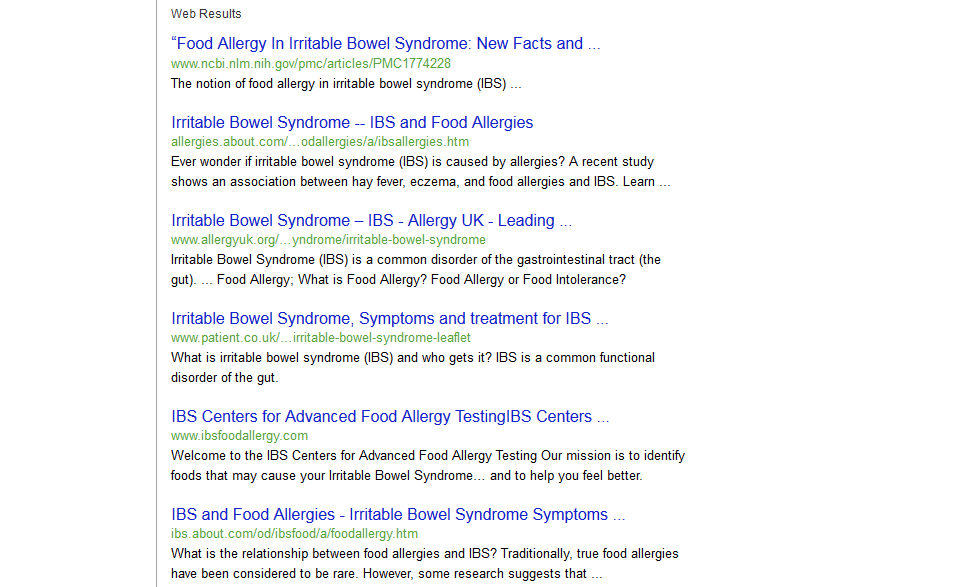 Web Results
“Food Allergy In Irritable Bowel Syndrome: New Facts and ...
www.ncbi.nlm.nih.gov/pmc/articles/PMC1774228
The notion of food allergy in irritable bowel syndrome (IBS) ...
Irritable Bowel Syndrome -- IBS and Food Allergies
allergies.about.com/…odallergies/a/ibsallergies.htm
Ever wonder if irritable bowel syndrome (IBS) is caused by allergies? A recent study
shows an association between hay fever, eczema, and food allergies and IBS. Learn ...
Irritable Bowel Syndrome – IBS - Allergy UK - Leading ...
www.allergyuk.org/…yndrome/irritable-bowel-syndrome
Irritable Bowel Syndrome (IBS) is a common disorder of the gastrointestinal tract (the
gut). ... Food Allergy; What is Food Allergy? Food Allergy or Food Intolerance?
Irritable Bowel Syndrome, Symptoms and treatment for IBS ...
www.patient.co.uk/…irritable-bowel-syndrome-leaflet
What is irritable bowel syndrome (IBS) and who gets it? IBS is a common functional
disorder of the gut.
IBS Centers for Advanced Food Allergy TestingIBS Centers ...
www.ibsfoodallergy.com
Welcome to the IBS Centers for Advanced Food Allergy Testing Our mission is to identify
foods that may cause your Irritable Bowel Syndrome… and to help you feel better.
IBS and Food Allergies - Irritable Bowel Syndrome Symptoms ...
ibs.about.com/od/ibsfood/a/foodallergy.htm
What is the relationship between food allergies and IBS? Traditionally, true food allergies
have been considered to be rare. However, some research suggests that ...